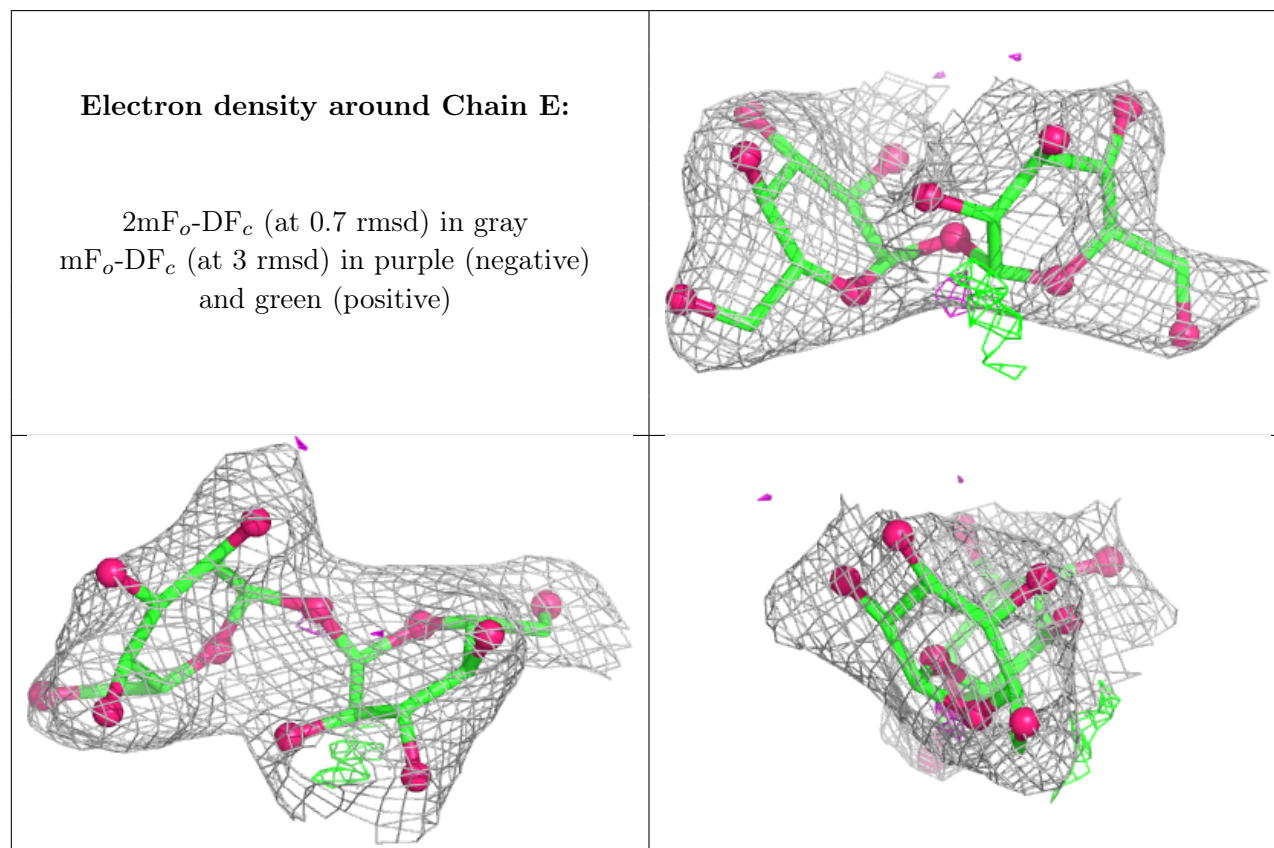 Electron density around Chain E:
2mFo-DFc (at 0.7 rmsd) in gray
mFo-DFc (at 3 rmsd) in purple (negative)
and green (positive)